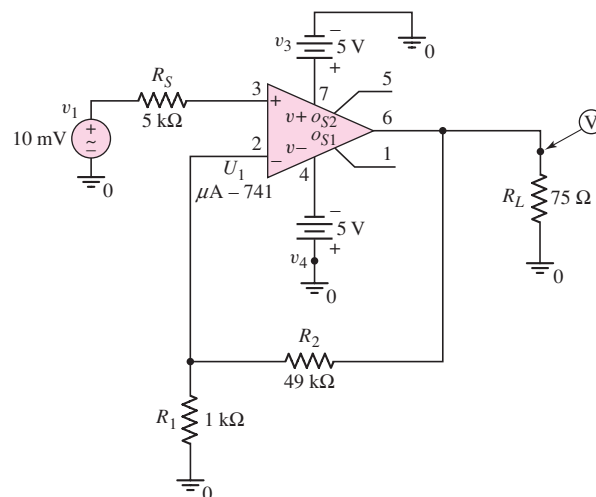 −
v3
5 V
+
0
5
RS
3
7
v1
+
6
V
5 kΩ
v+ oS2
10 mV
+
~
−
oS1
2
v−
1
0
−
U1
4
μA – 741
RL
75 Ω
−
5 V
+
v4
0
0
R2
49 kΩ
R1
1 kΩ
0